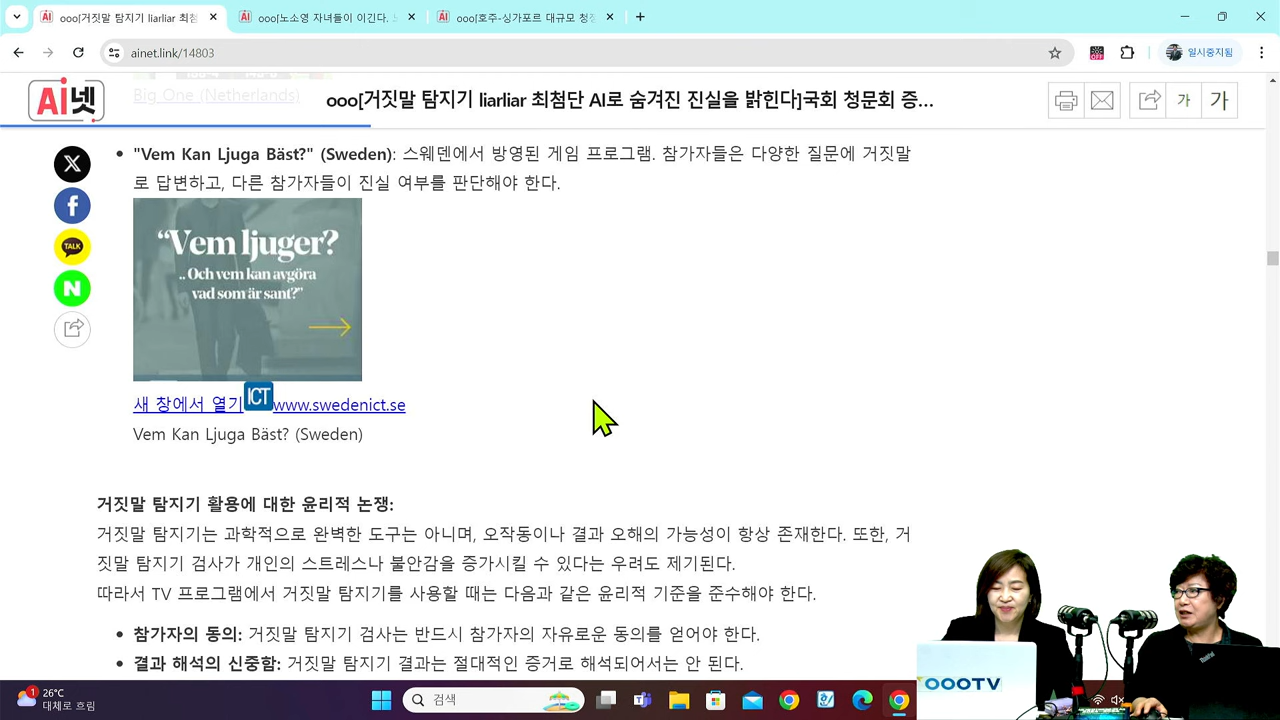 ooo[거짓말 탐지기 liarliar 최첨
ooo[노소영 자녀들이 이긴다.
ooo[호주-싱가포르 대규모 청정
ainet.link/14803
OFF
일시중지됨
Ai넷
ooo[거짓말 탐지기 liarliar 최첨단 AI로 숨겨진 진실을 밝힌다]국회 청문회 증...
가
가
Big One (Netherlands)
"Vem Kan Ljuga Bäst?" (Sweden): 스웨덴에서 방영된 게임 프로그램. 참가자들은 다양한 질문에 거짓말
로 답변하고, 다른 참가자들이 진실 여부를 판단해야 한다.
TALK
N
"Vem ljuger?
.. Och vem kan avgöra
vad som är sant?"
새 창에서 열기 ICT www.swedenict.se
Vem Kan Ljuga Bäst? (Sweden)
거짓말 탐지기 활용에 대한 윤리적 논쟁:
거짓말 탐지기는 과학적으로 완벽한 도구는 아니며, 오작동이나 결과 오해의 가능성이 항상 존재한다. 또한, 거
짓말 탐지기 검사가 개인의 스트레스나 불안감을 증가시킬 수 있다는 우려도 제기된다.
따라서 TV 프로그램에서 거짓말 탐지기를 사용할 때는 다음과 같은 윤리적 기준을 준수해야 한다.
참가자의 동의: 거짓말 탐지기 검사는 반드시 참가자의 자유로운 동의를 얻어야 한다.
결과 해석의 신중함: 거짓말 탐지기 결과는 절대적인 증거로 해석되어서는 안 된다.
OOOTV
ThinkPad
1
26°C
대체로 흐림
검색